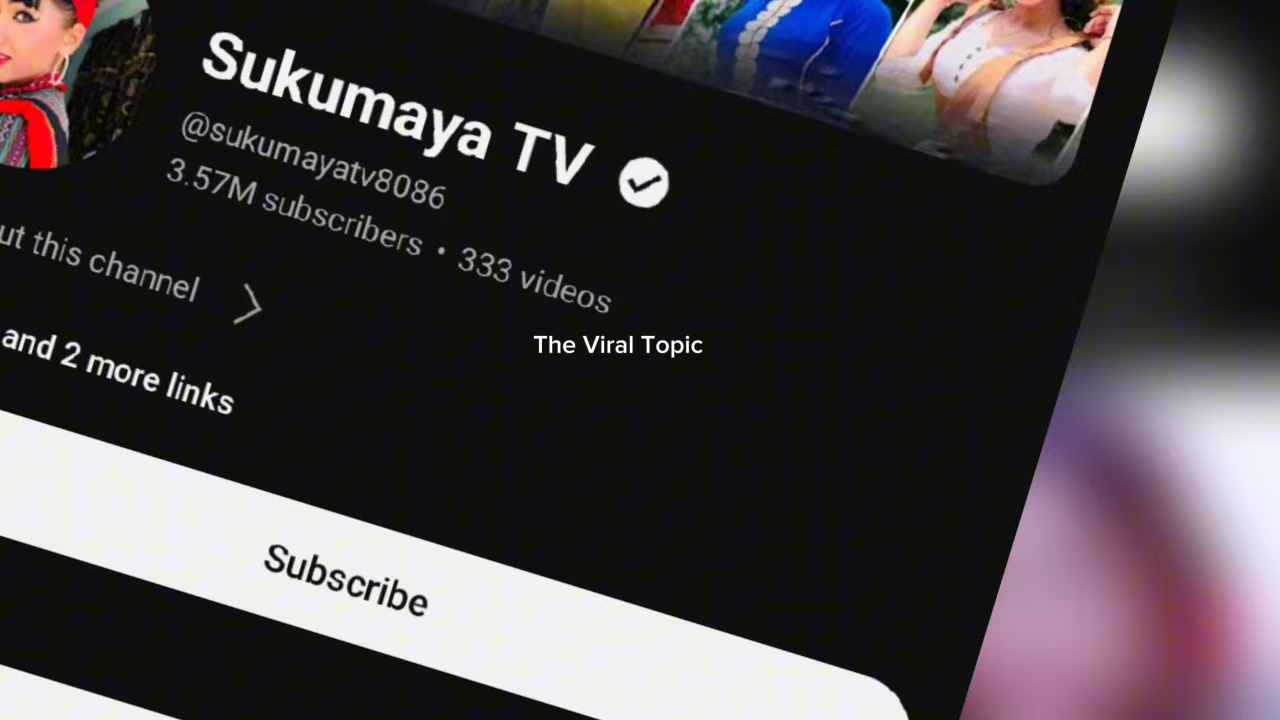 Sukumaya TV
@sukumayatv8086
3.57M subscribers • 333 videos
ut this channel
and 2 more links
The Viral Topic
Subscribe